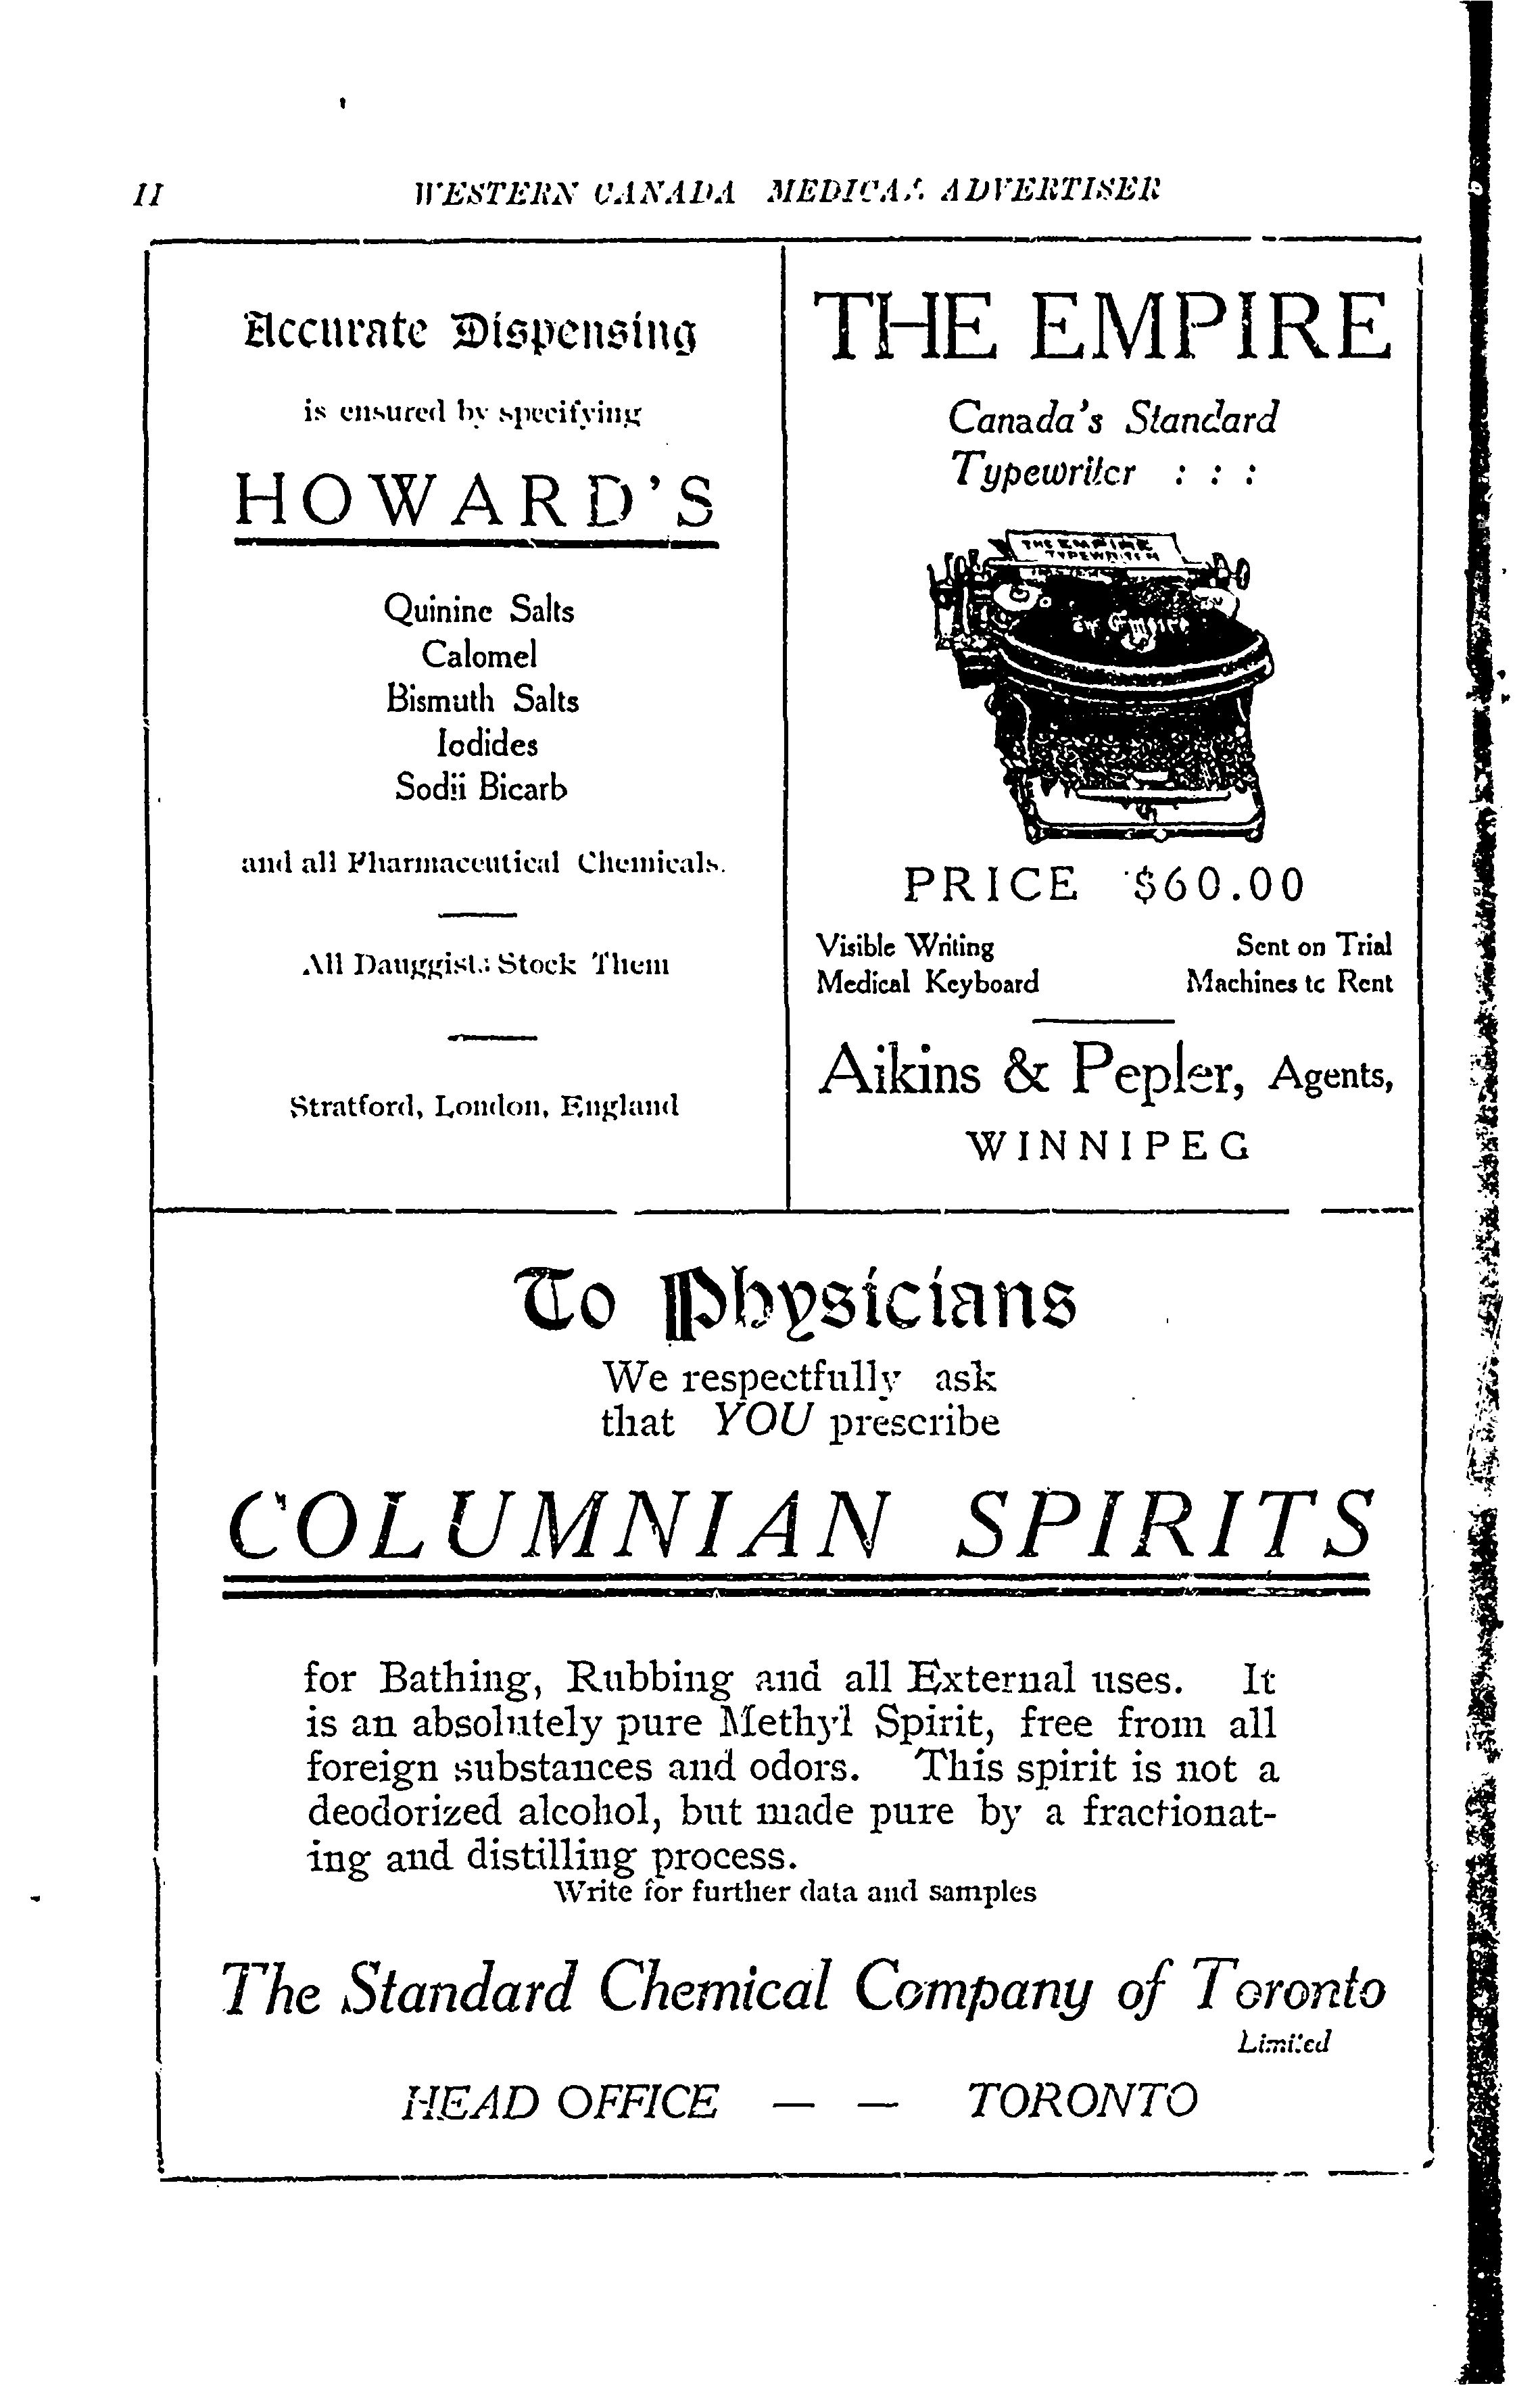 II
WESTERN CANADA MEDICAL ADVERTISER
Accurate Dispensing
is ensured by specifying
HOWARD'S
Quinine Salts
Calomel
Bismuth Salts
Iodides
Sodii Bicarb
and all Pharmaceutical Chemicals.
All Dauggists Stock Them
Stratford, London, England
THE EMPIRE
Canada's Standard
Typewriter : : :
THE EMPIRE
TYPEWRITER
Empire
PRICE $60.00
Visible Writing Sent on Trial
Medical Keyboard Machines to Rent
Aikins & Pepler, Agents,
WINNIPEG
To Physicians
We respectfully ask
that YOU prescribe
COLUMNIAN SPIRITS
for Bathing, Rubbing and all External uses. It
is an absolutely pure Methyl Spirit, free from all
foreign substances and odors. This spirit is not a
deodorized alcohol, but made pure by a fractionat-
ing and distilling process.
Write for further data and samples
The Standard Chemical Company of Toronto
Limited
HEAD OFFICE — — TORONTO